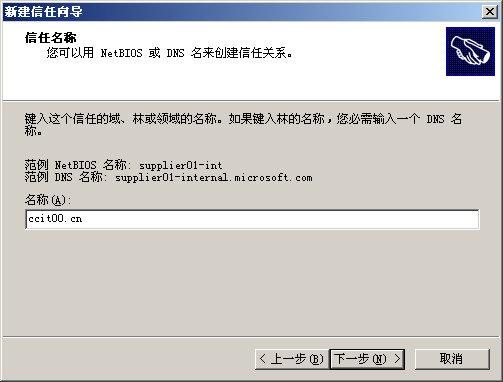 新建信任向导
信任名称
您可以用 NetBIOS 或 DNS 名来创建信任关系。
键入这个信任的域、林或领域的名称。如果键入林的名称，您必需输入一个 DNS 名
称。
范例 NetBIOS 名称: supplier01-int
范例 DNS 名称: supplier01-internal.microsoft.com
名称(A):
ccit00.cn
< 上一步(B) 下一步(N) > 取消